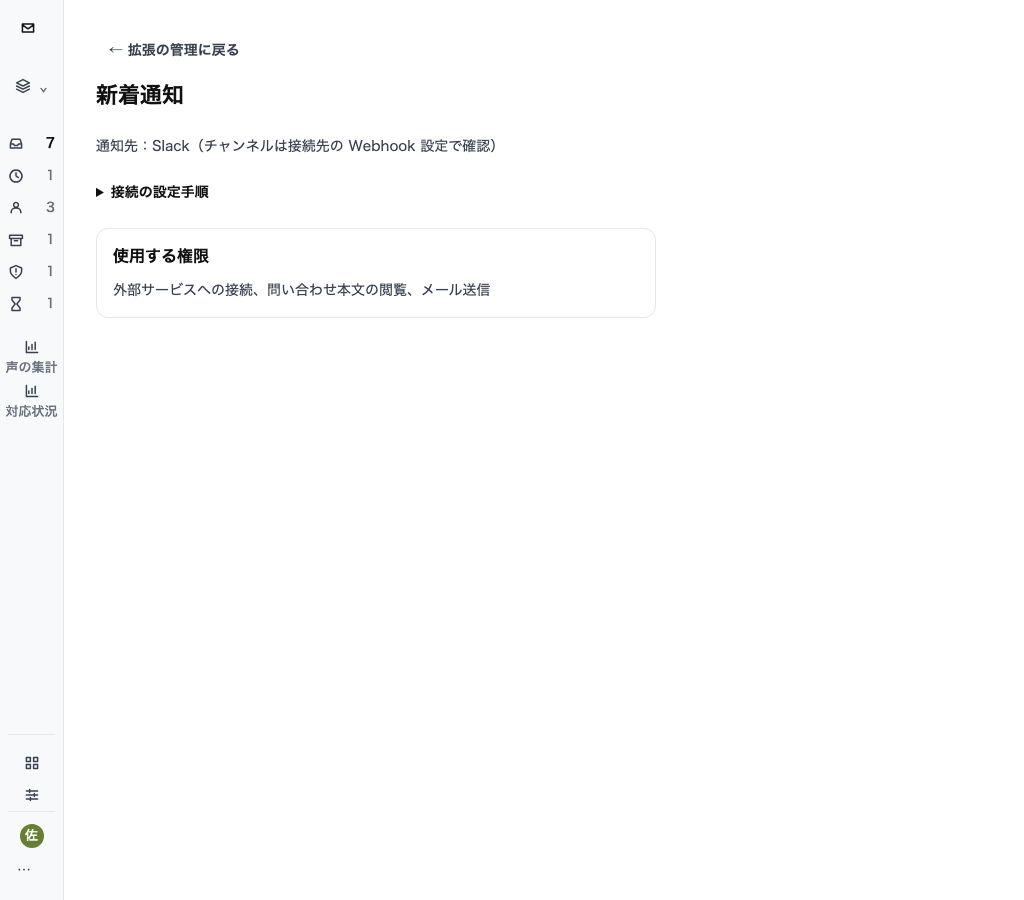 7
1
3
1
1
1
声の集計
対応状況
佐
…
← 拡張の管理に戻る
新着通知
通知先：Slack（チャンネルは接続先の Webhook 設定で確認）
▶ 接続の設定手順
使用する権限
外部サービスへの接続、問い合わせ本文の閲覧、メール送信